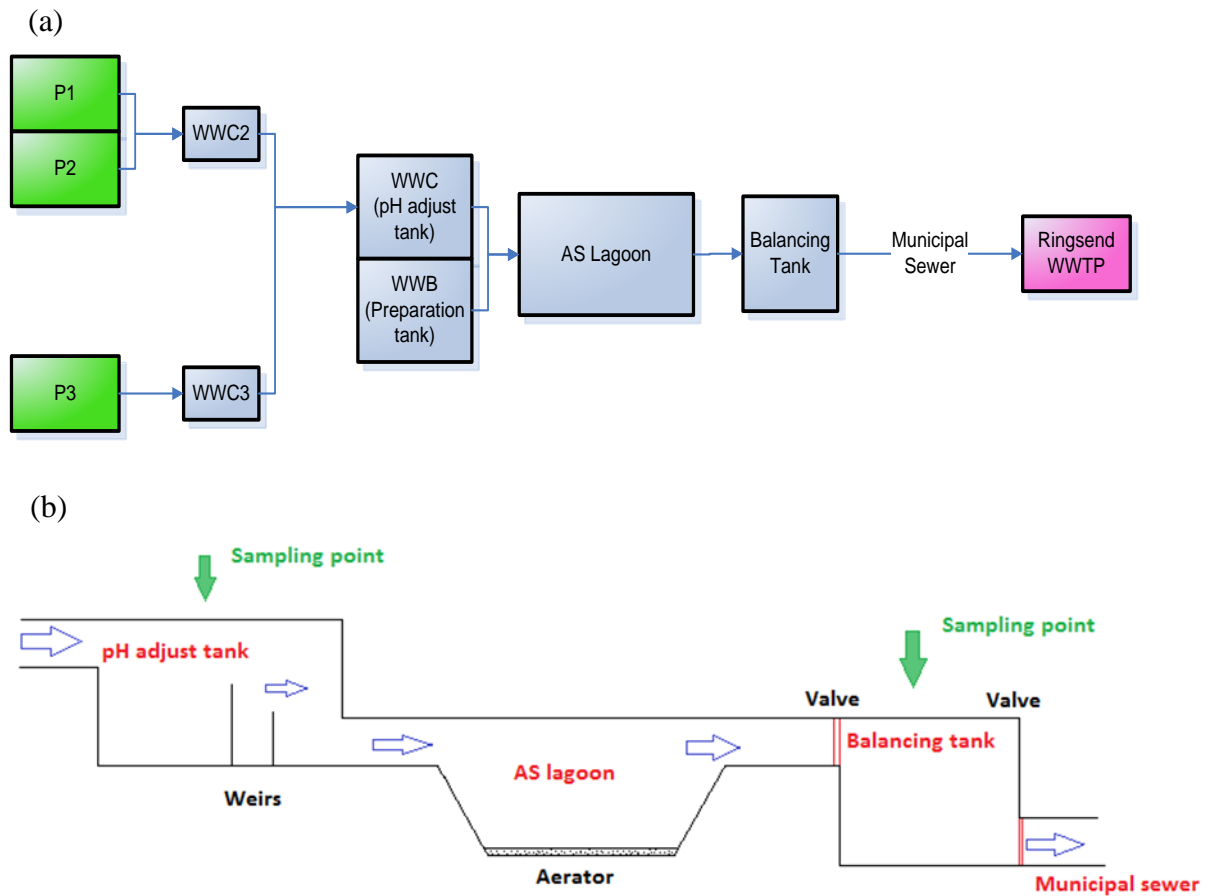 (a)
P1
P2
WWC2
P3
WWC3
WWC
(pH adjust
tank)
WWB
(Preparation
tank)
AS Lagoon
Balancing
Tank
Municipal
Sewer
Ringsend
WWTP
(b)
Sampling point
pH adjust tank
Weirs
AS lagoon
Aerator
Sampling point
Valve
Valve
Balancing tank
Municipal sewer